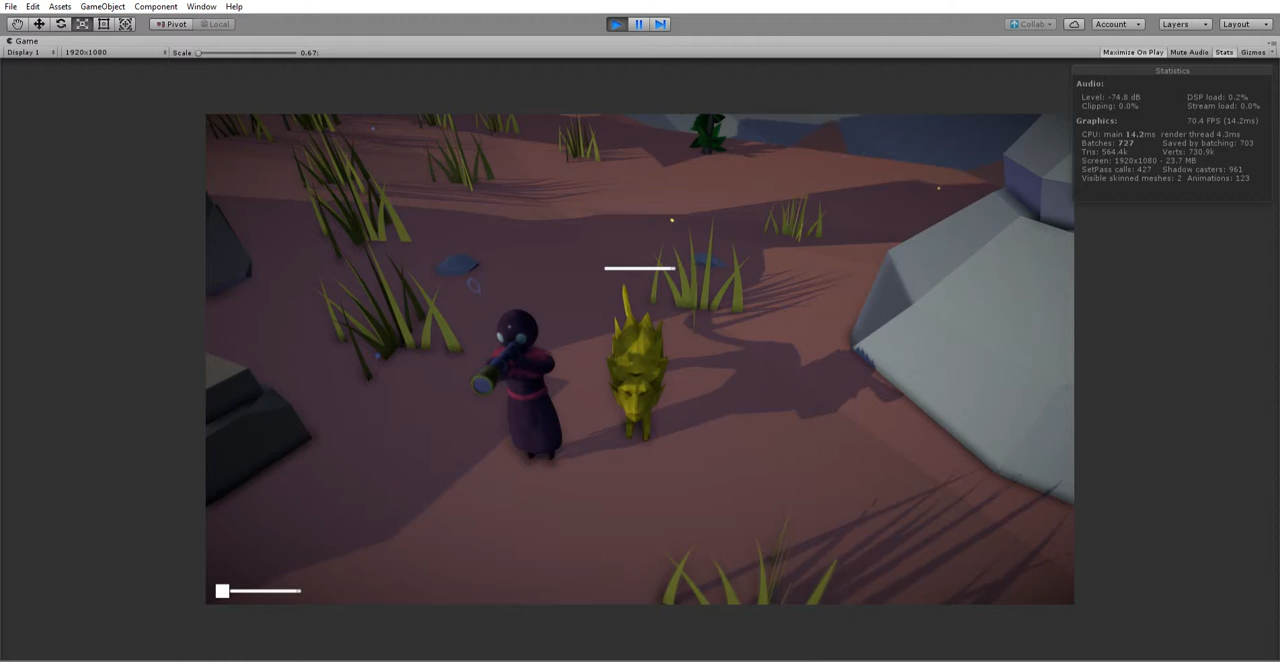 File Edit Assets GameObject Component Window Help
Pivot Local Collab Account Layers Layout
Game
Display 1 1920x1080 Scale 0.67: Maximize On Play Mute Audio Stats Gizmos
Statistics
Audio:
Level: -74.8 dB DSP load: 0.2%
Clipping: 0.0% Stream load: 0.0%
Graphics: 70.4 FPS (14.2ms)
CPU: main 14.2ms render thread 4.3ms
Batches: 727 Saved by batching: 703
Tris: 564.4k Verts: 730.9k
Screen: 1920x1080 - 23.7 MB
SetPass calls: 427 Shadow casters: 961
Visible skinned meshes: 2 Animations: 123